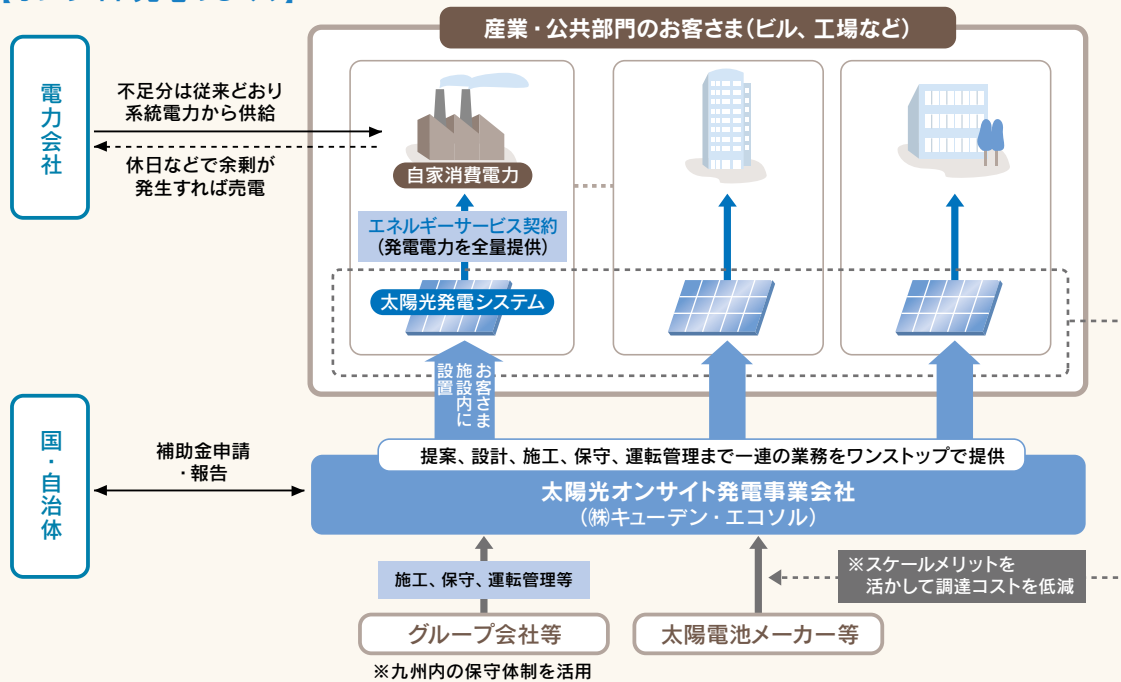 産業・公共部門のお客さま（ビル、工場など）
電力会社
不足分は従来どおり
系統電力から供給
休日などで余剰が
発生すれば売電
自家消費電力
エネルギーサービス契約
（発電電力を全量提供）
太陽光発電システム
お客さま
施設内に
設置
国・自治体
補助金申請
・報告
提案、設計、施工、保守、運転管理まで一連の業務をワンストップで提供
太陽光オンサイト発電事業会社
（㈱キューデン・エコソル）
施工、保守、運転管理等
※スケールメリットを
活かして調達コストを低減
グループ会社等
太陽電池メーカー等
※九州内の保守体制を活用